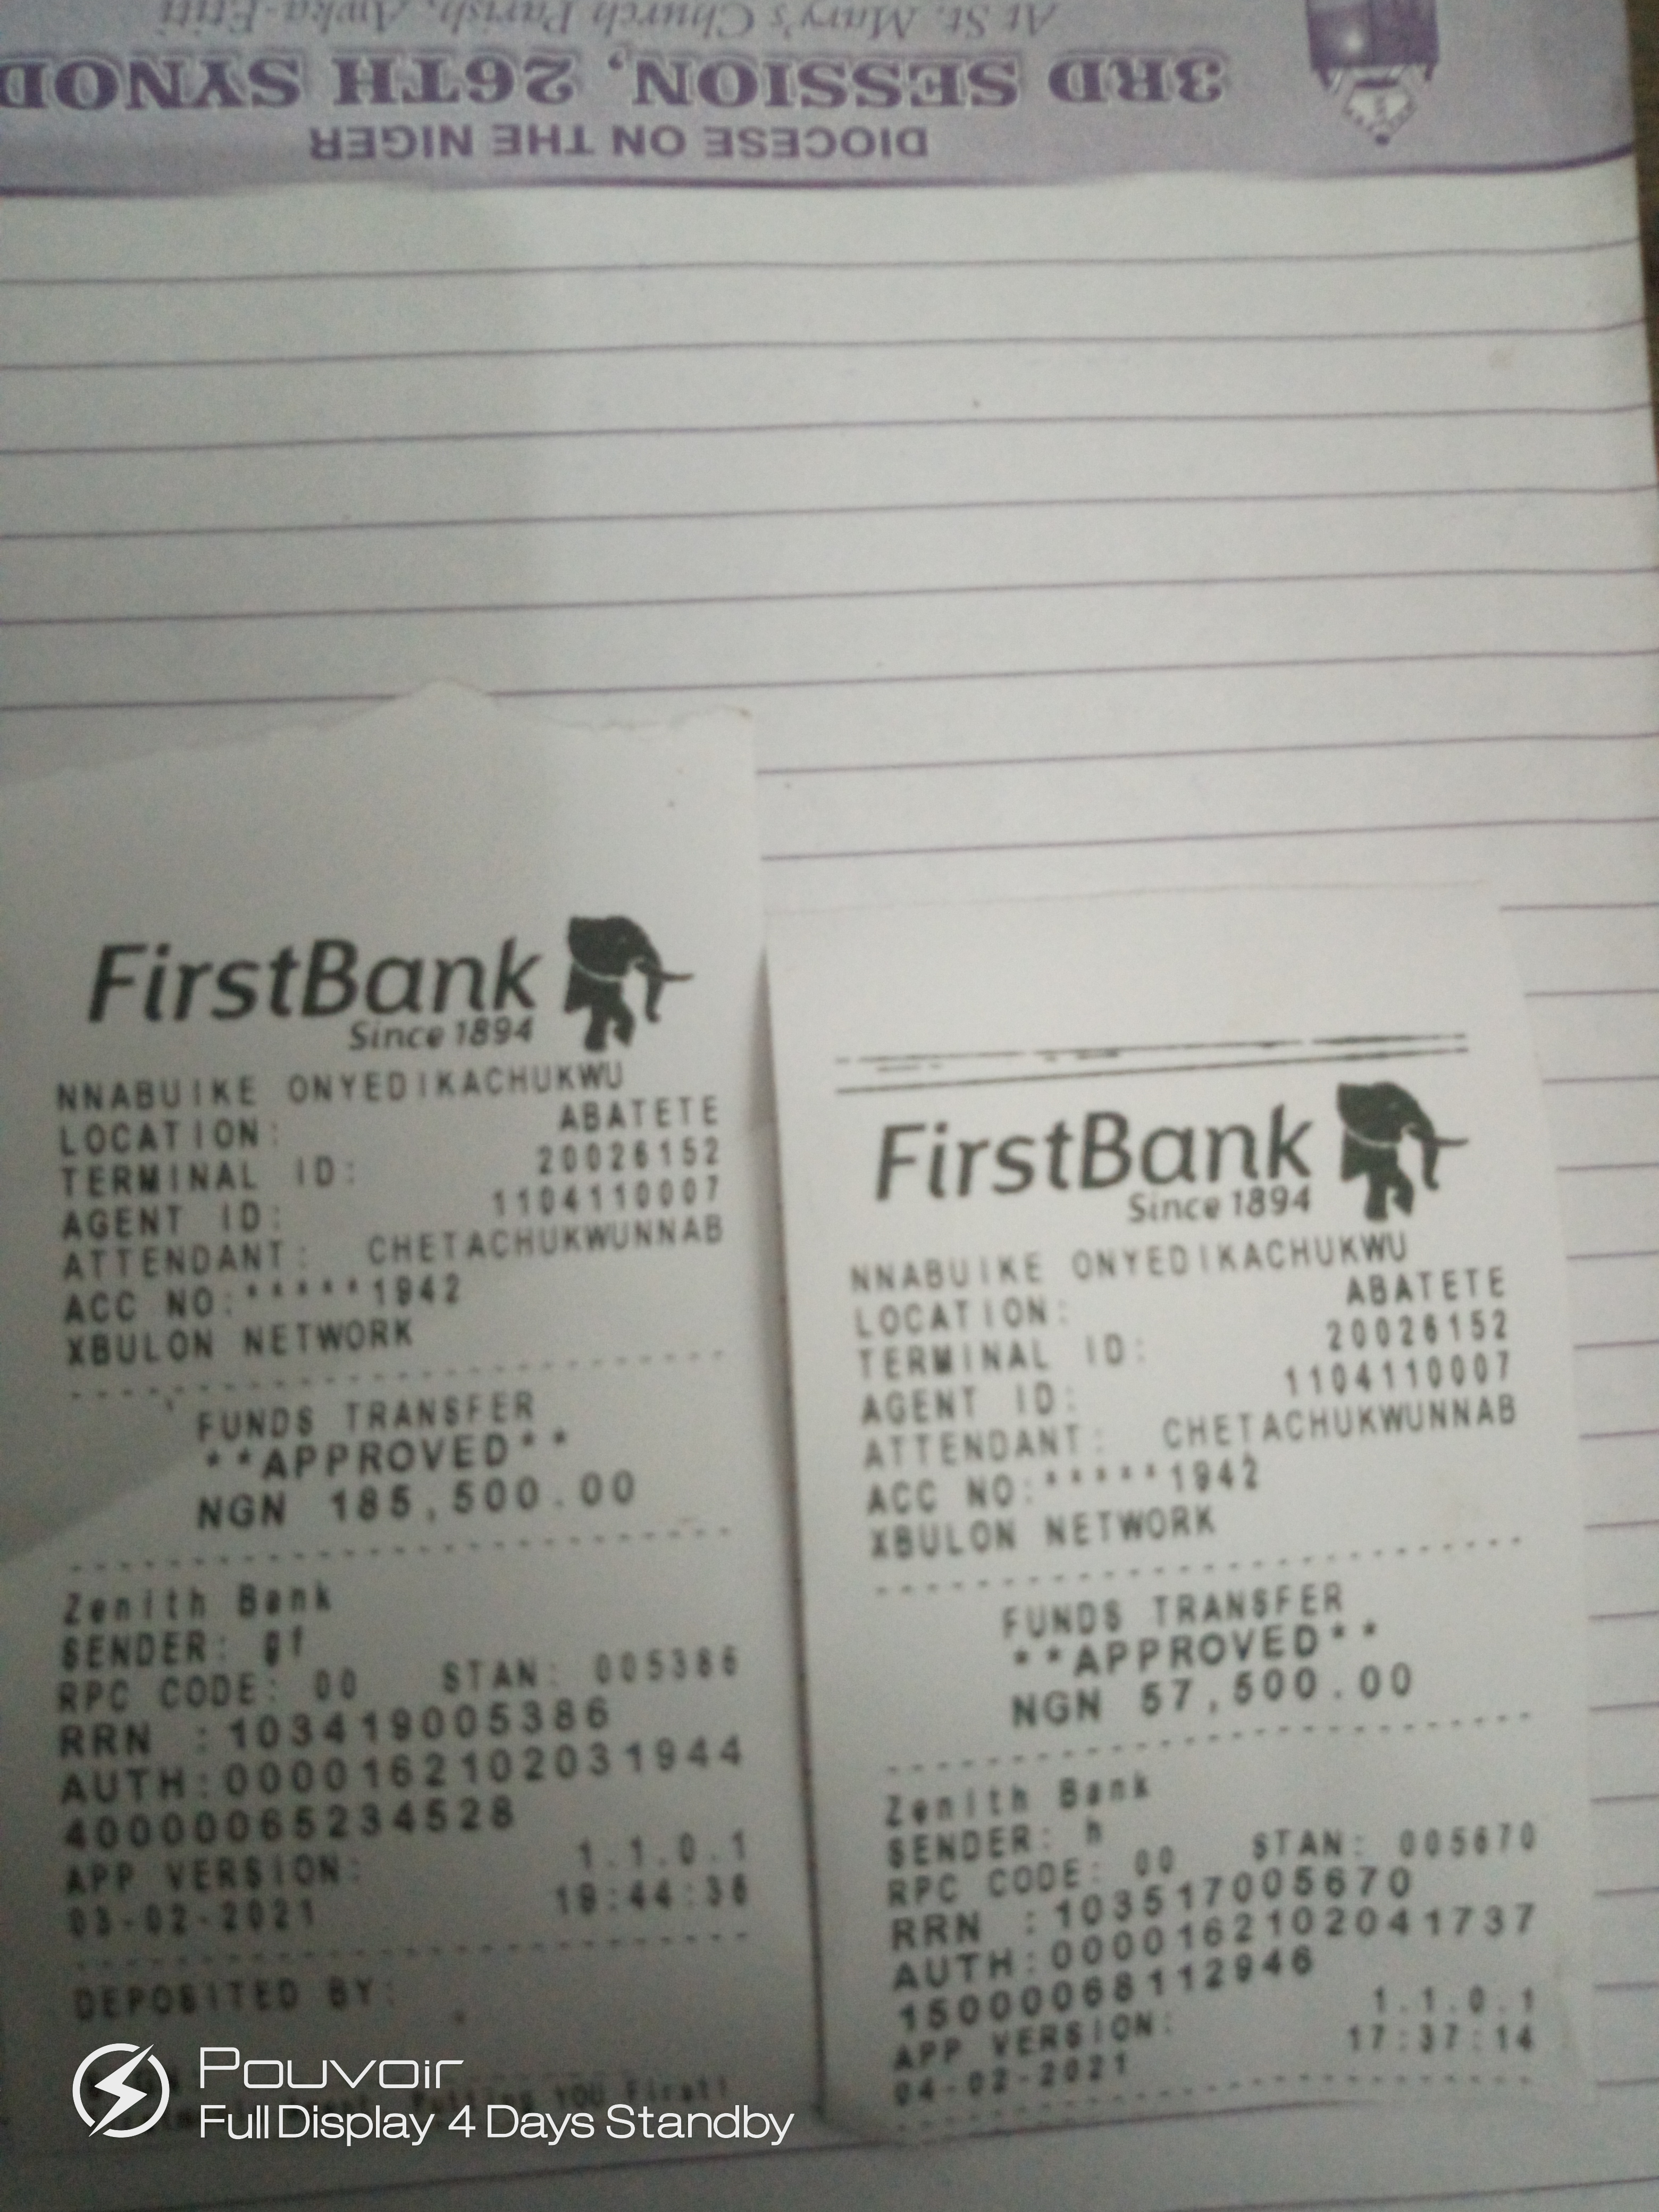 At St. Mary's Church Parish, Awka-Etiti
3RD SESSION, 26TH SYNOD
DIOCESE ON THE NIGER
FirstBank
Since 1894
NNABUIKE ONYEDIKACHUKWU
LOCATION: ABATETE
TERMINAL ID: 20026152
AGENT ID: 1104110007
ATTENDANT: CHETACHUKWUNNAB
ACC NO:*****1942
XBULON NETWORK
FUNDS TRANSFER
**APPROVED**
NGN 185,500.00
Zenith Bank
SENDER: gf
RPC CODE: 00 STAN: 005386
RRN :103419005386
AUTH:0000162102031944
400000065234528
APP VERSION: 1.1.0.1
03-02-2021 19:44:36
DEPOSITED BY:
YOU First!
FirstBank
Since 1894
NNABUIKE ONYEDIKACHUKWU
LOCATION: ABATETE
TERMINAL ID: 20026152
AGENT ID: 1104110007
ATTENDANT: CHETACHUKWUNNAB
ACC NO:*****1942
XBULON NETWORK
FUNDS TRANSFER
**APPROVED**
NGN 57,500.00
Zenith Bank
SENDER: h
RPC CODE: 00 STAN: 005670
RRN :103517005670
AUTH:0000162102041737
150000068112946
APP VERSION: 1.1.0.1
04-02-2021 17:37:14
Pouvoir
Full Display 4 Days Standby